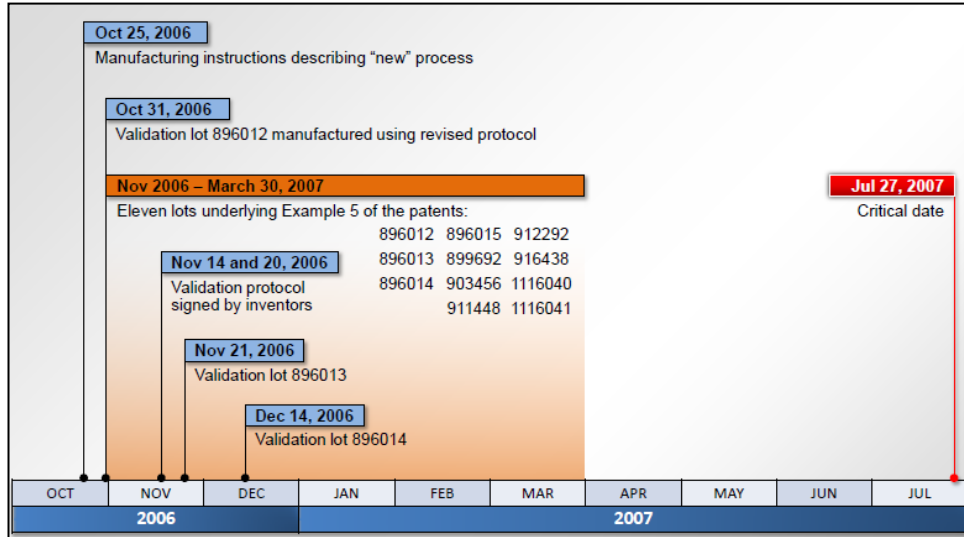 Oct 25, 2006
Manufacturing instructions describing “new” process
Oct 31, 2006
Validation lot 896012 manufactured using revised protocol
Nov 2006 – March 30, 2007
Jul 27, 2007
Eleven lots underlying Example 5 of the patents:
Critical date
896012 896015 912292
896013 899692 916438
896014 903456 1116040
911448 1116041
Nov 14 and 20, 2006
Validation protocol
signed by inventors
Nov 21, 2006
Validation lot 896013
Dec 14, 2006
Validation lot 896014
OCT NOV DEC JAN FEB MAR APR MAY JUN JUL
2006 2007